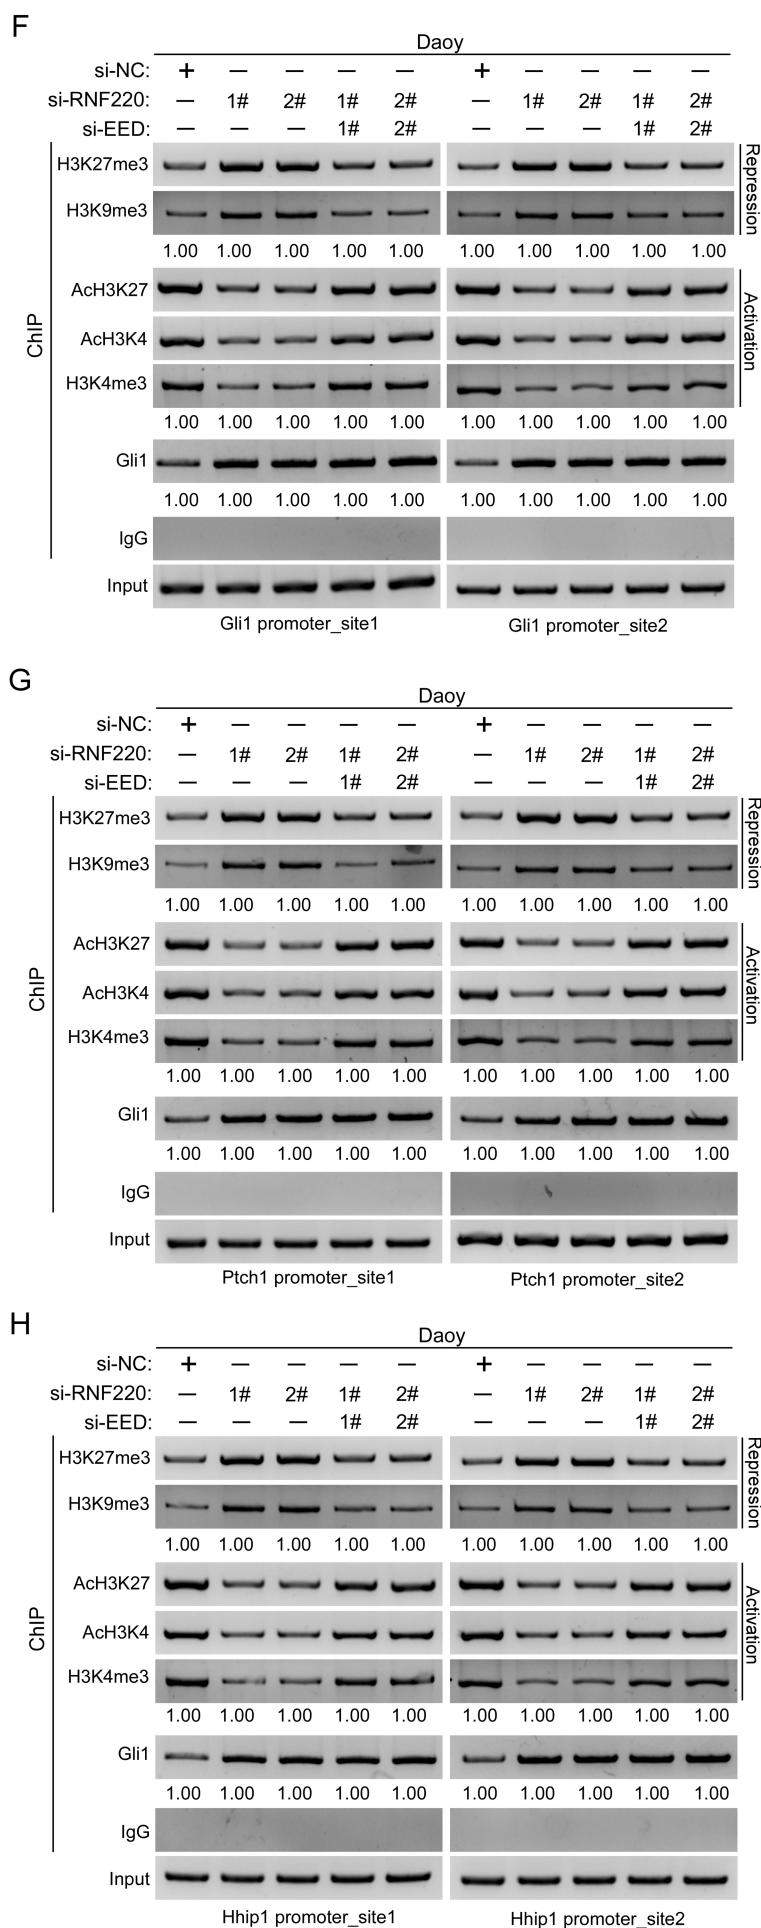 F
Daoy
si-NC: + — — — — + — — — —
si-RNF220: — 1# 2# 1# 2# — 1# 2# 1# 2#
si-EED: — — — 1# 2# — — — 1# 2#
ChIP
H3K27me3
Repression
H3K9me3
1.00 1.00 1.00 1.00 1.00 1.00 1.00 1.00 1.00 1.00
AcH3K27
Activation
AcH3K4
H3K4me3
1.00 1.00 1.00 1.00 1.00 1.00 1.00 1.00 1.00 1.00
Gli1
1.00 1.00 1.00 1.00 1.00 1.00 1.00 1.00 1.00 1.00
IgG
Input
Gli1 promoter_site1 Gli1 promoter_site2
G
Daoy
si-NC: + — — — — + — — — —
si-RNF220: — 1# 2# 1# 2# — 1# 2# 1# 2#
si-EED: — — — 1# 2# — — — 1# 2#
ChIP
H3K27me3
Repression
H3K9me3
1.00 1.00 1.00 1.00 1.00 1.00 1.00 1.00 1.00 1.00
AcH3K27
Activation
AcH3K4
H3K4me3
1.00 1.00 1.00 1.00 1.00 1.00 1.00 1.00 1.00 1.00
Gli1
1.00 1.00 1.00 1.00 1.00 1.00 1.00 1.00 1.00 1.00
IgG
Input
Ptch1 promoter_site1 Ptch1 promoter_site2
H
Daoy
si-NC: + — — — — + — — — —
si-RNF220: — 1# 2# 1# 2# — 1# 2# 1# 2#
si-EED: — — — 1# 2# — — — 1# 2#
ChIP
H3K27me3
Repression
H3K9me3
1.00 1.00 1.00 1.00 1.00 1.00 1.00 1.00 1.00 1.00
AcH3K27
Activation
AcH3K4
H3K4me3
1.00 1.00 1.00 1.00 1.00 1.00 1.00 1.00 1.00 1.00
Gli1
1.00 1.00 1.00 1.00 1.00 1.00 1.00 1.00 1.00 1.00
IgG
Input
Hhip1 promoter_site1 Hhip1 promoter_site2